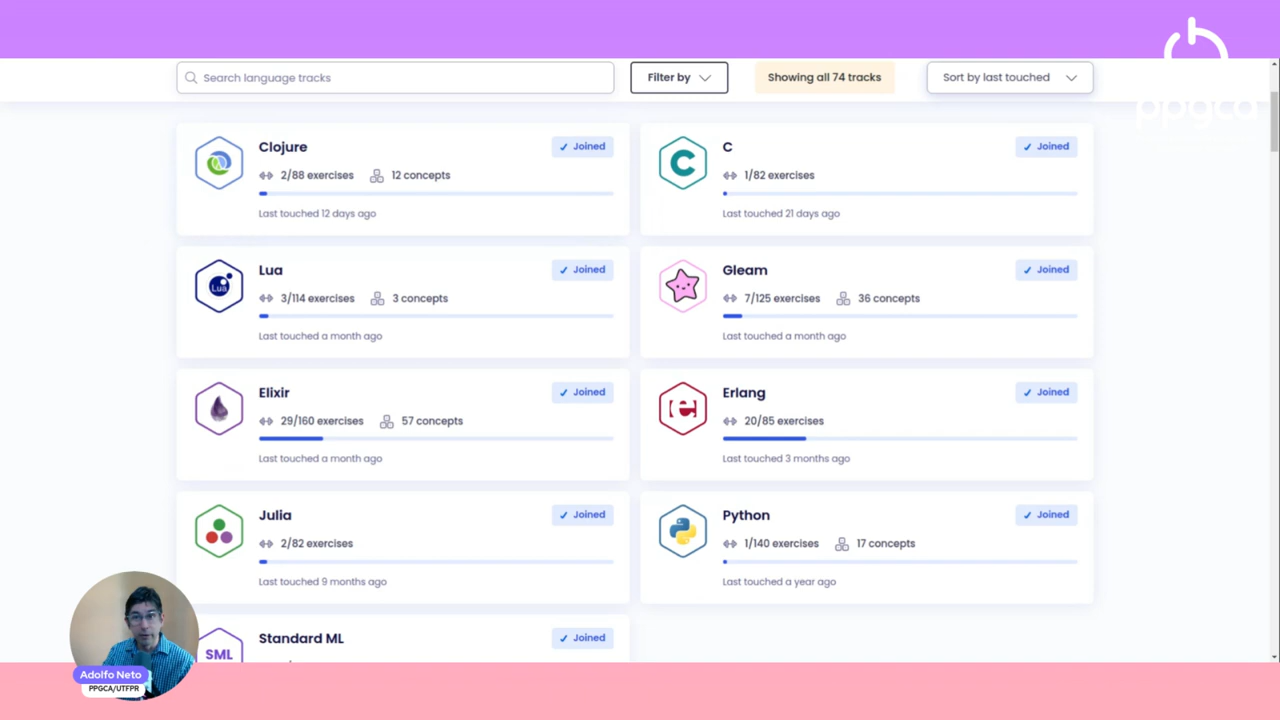 Search language tracks
Filter by
Showing all 74 tracks
Sort by last touched
ppgca
Clojure
Joined
2/88 exercises
12 concepts
Last touched 12 days ago
C
Joined
1/82 exercises
Last touched 21 days ago
Lua
Lua
Joined
3/114 exercises
3 concepts
Last touched a month ago
Gleam
Joined
7/125 exercises
36 concepts
Last touched a month ago
Elixir
Joined
29/160 exercises
57 concepts
Last touched a month ago
Erlang
Joined
20/85 exercises
Last touched 3 months ago
Julia
Joined
2/82 exercises
Last touched 9 months ago
Python
Joined
1/140 exercises
17 concepts
Last touched a year ago
SML
Standard ML
Joined
Adolfo Neto
PPGCA/UTFPR